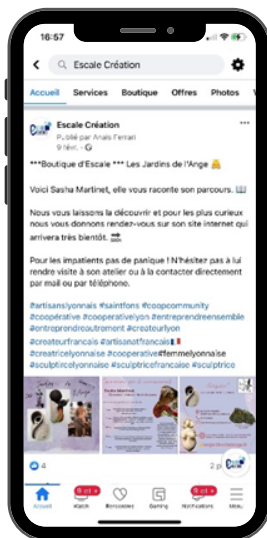 16:57
Escale Création
Accueil Services Boutique Offres Photos
Escale Création
Publié par Anaïs Ferrari
9 févr. ·
***Boutique d'Escale *** Les Jardins de l'Ange
Voici Sasha Martinet, elle vous raconte son parcours.
Nous vous laissons la découvrir et pour les plus curieux
nous vous donnons rendez-vous sur son site internet qui
arrivera très bientôt.
Pour les impatients pas de panique ! N'hésitez pas à lui
rendre visite à son atelier ou à la contacter directement
par mail ou par téléphone.
#artisanslyonnais #saintfons #coopcommunity
#coopérative #cooperativelyon #entreprendreensemble
#entreprendreautrement #createurlyon
#createurfrancais #artisanatfrancais
#creatricelyonnaise #cooperative#femmelyonnaise
#sculptricelyonnaise #sculptricefrancaise #sculptrice
4
2 p
Accueil Watch Rencontres Gaming Notifications Menu